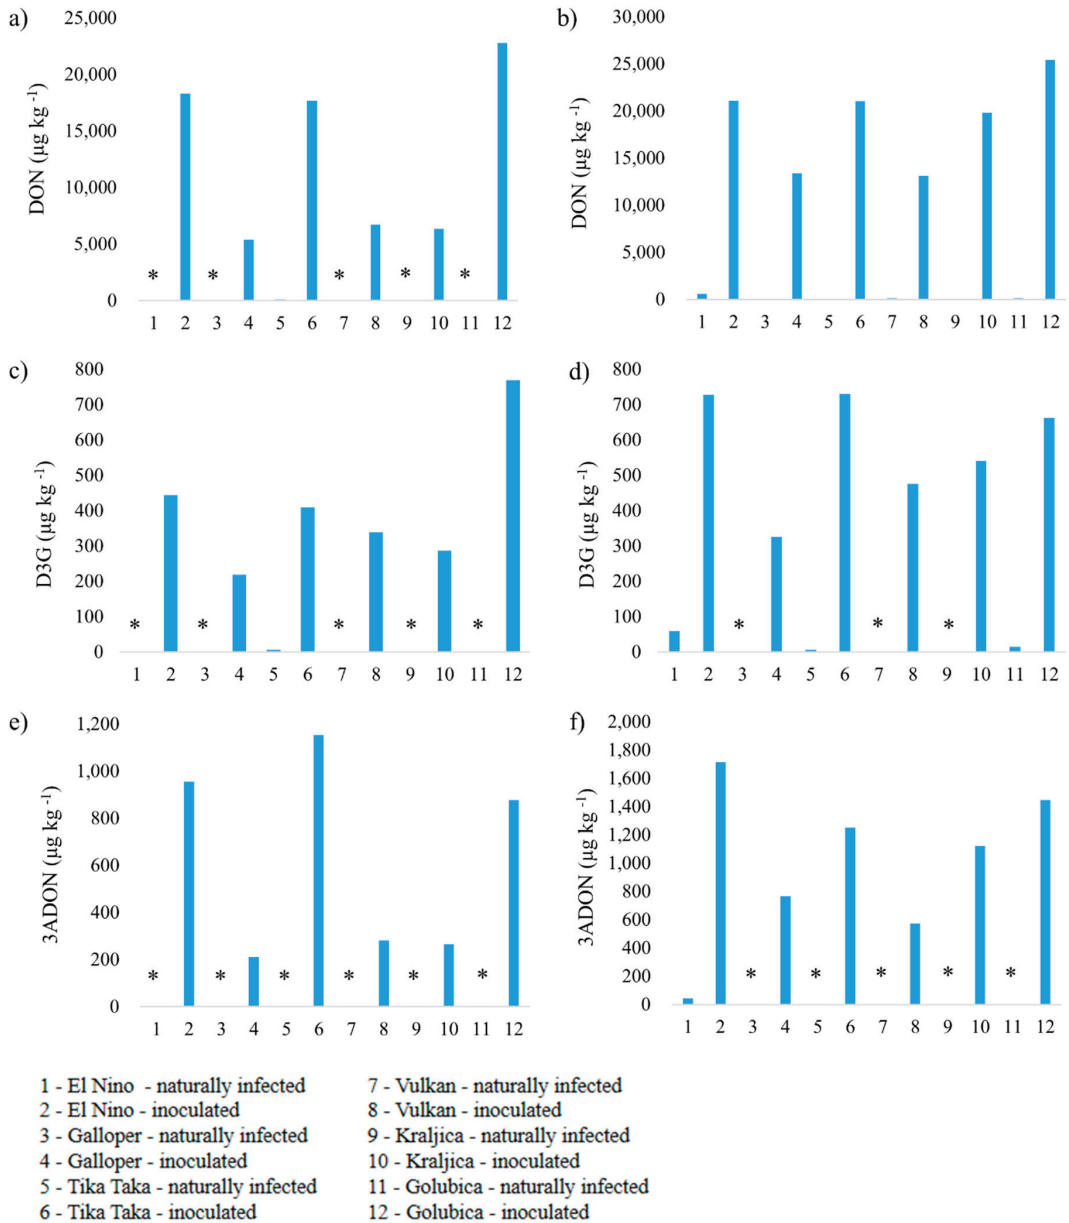 a)
DON (µg kg -1)
25,000
20,000
15,000
10,000
5,000
0
* * * * *
1 2 3 4 5 6 7 8 9 10 11 12
b)
DON (µg kg -1)
30,000
25,000
20,000
15,000
10,000
5,000
0
1 2 3 4 5 6 7 8 9 10 11 12
c)
D3G (µg kg -1)
800
700
600
500
400
300
200
100
0
* * * * *
1 2 3 4 5 6 7 8 9 10 11 12
d)
D3G (µg kg -1)
800
700
600
500
400
300
200
100
0
* * *
1 2 3 4 5 6 7 8 9 10 11 12
e)
3ADON (µg kg -1)
1,200
1,000
800
600
400
200
0
* * * * * *
1 2 3 4 5 6 7 8 9 10 11 12
f)
3ADON (µg kg -1)
2,000
1,800
1,600
1,400
1,200
1,000
800
600
400
200
0
* * * * *
1 2 3 4 5 6 7 8 9 10 11 12
1 - El Nino - naturally infected
2 - El Nino - inoculated
3 - Galloper - naturally infected
4 - Galloper - inoculated
5 - Tika Taka - naturally infected
6 - Tika Taka - inoculated
7 - Vulkan - naturally infected
8 - Vulkan - inoculated
9 - Kraljica - naturally infected
10 - Kraljica - inoculated
11 - Golubica - naturally infected
12 - Golubica - inoculated